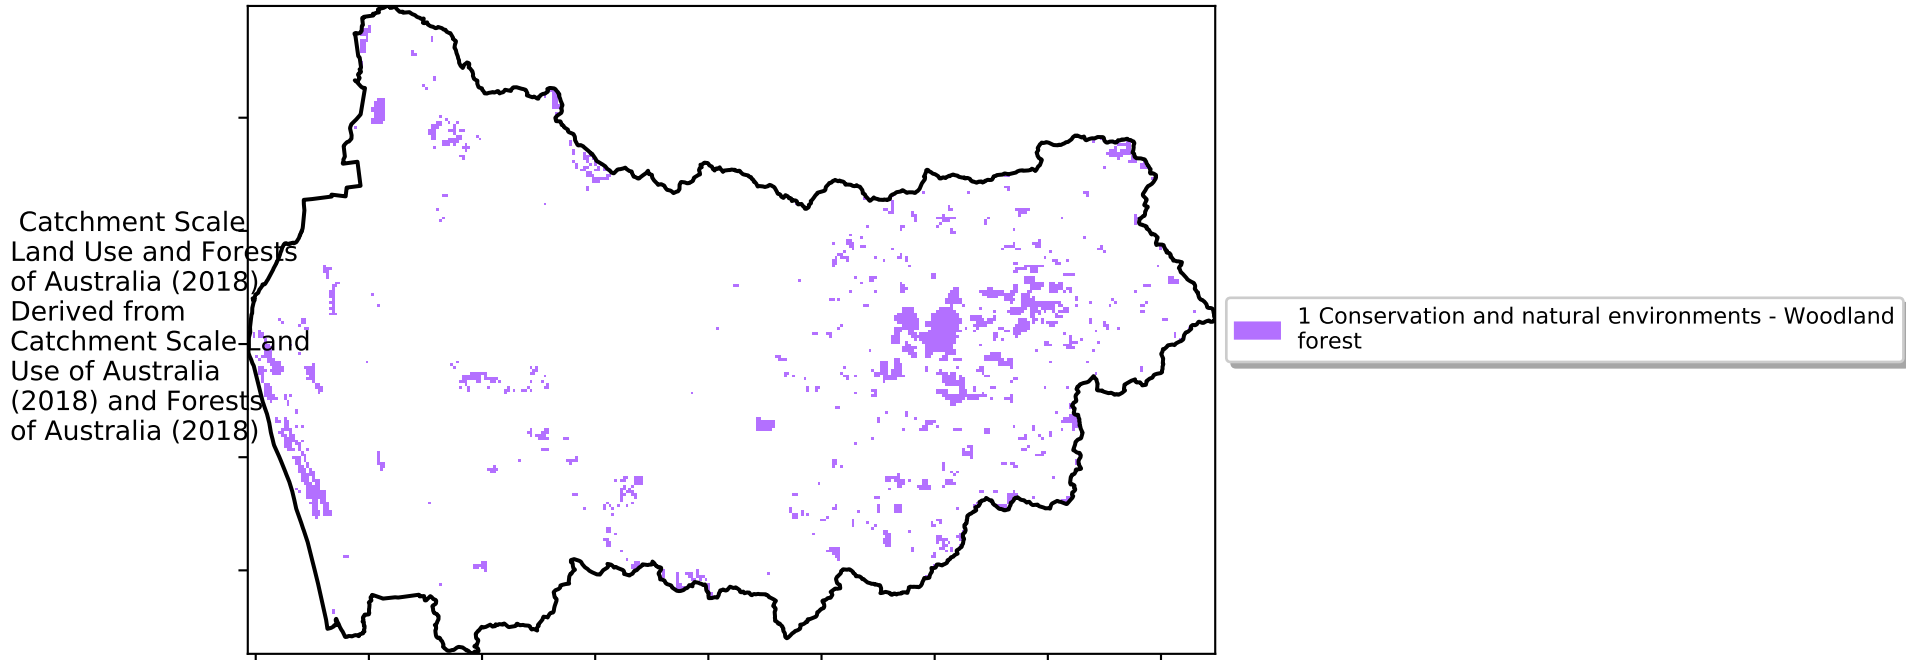 Catchment Scale
Land Use and Forests
of Australia (2018)
Derived from
Catchment Scale Land
Use of Australia
(2018) and Forests
of Australia (2018)
1 Conservation and natural environments - Woodland
forest